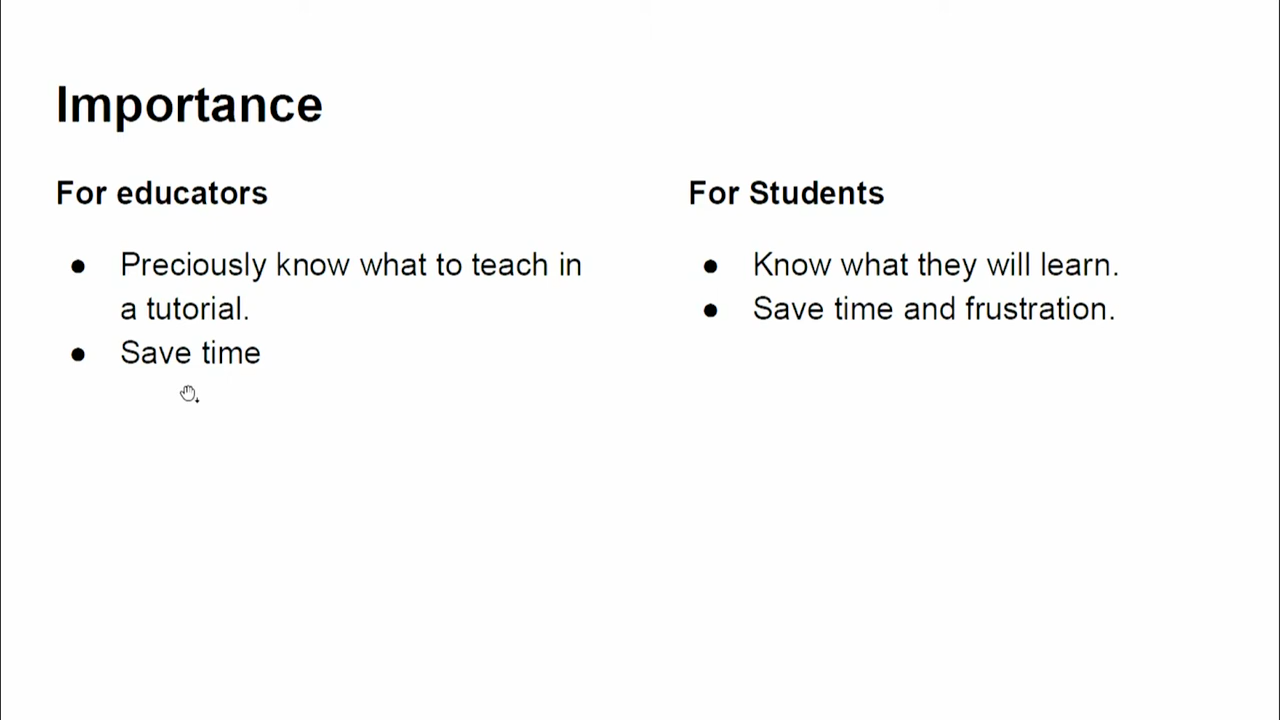 Importance
For educators
● Preciously know what to teach in
a tutorial.
● Save time
For Students
● Know what they will learn.
● Save time and frustration.